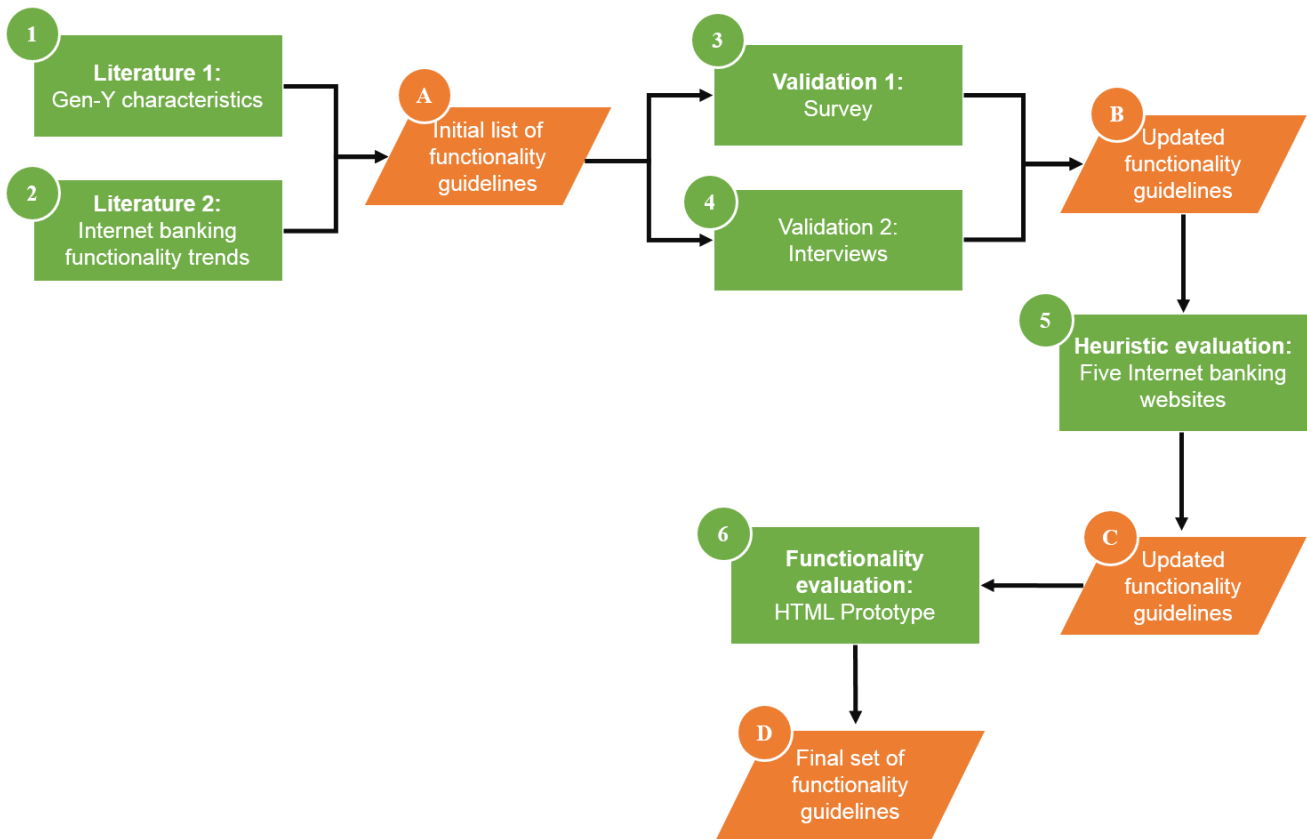 1
Literature 1:
Gen-Y characteristics
2
Literature 2:
Internet banking
functionality trends
A
Initial list of
functionality
guidelines
3
Validation 1:
Survey
4
Validation 2:
Interviews
B
Updated
functionality
guidelines
5
Heuristic evaluation:
Five Internet banking
websites
C
Updated
functionality
guidelines
6
Functionality
evaluation:
HTML Prototype
D
Final set of
functionality
guidelines